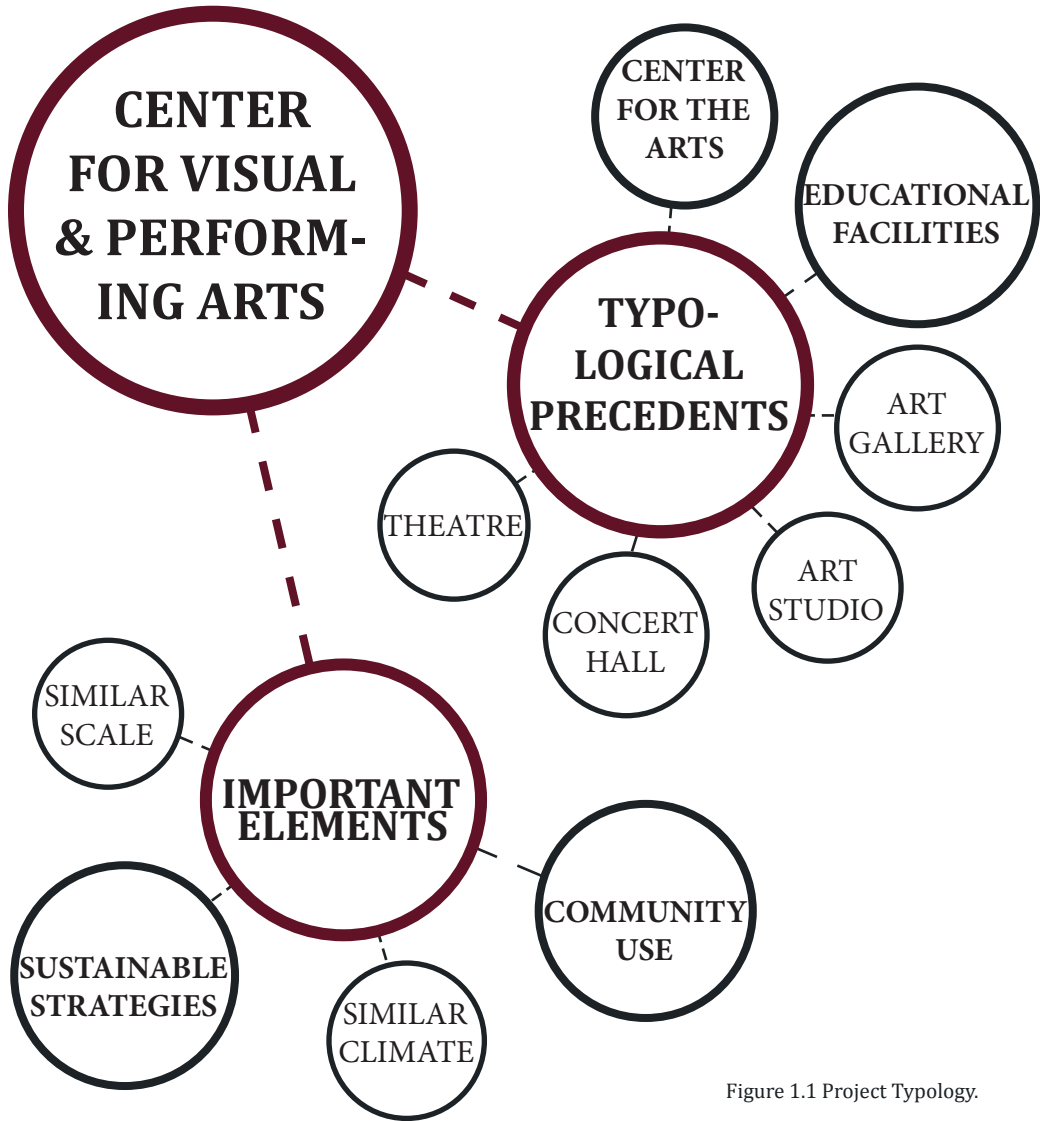 CENTER
FOR VISUAL
& PERFORM-
ING ARTS
CENTER
FOR THE
ARTS
EDUCATIONAL
FACILITIES
TYPO-
LOGICAL
PRECEDENTS
ART
GALLERY
THEATRE
ART
STUDIO
CONCERT
HALL
SIMILAR
SCALE
IMPORTANT
ELEMENTS
COMMUNITY
USE
SUSTAINABLE
STRATEGIES
SIMILAR
CLIMATE
Figure 1.1 Project Typology.